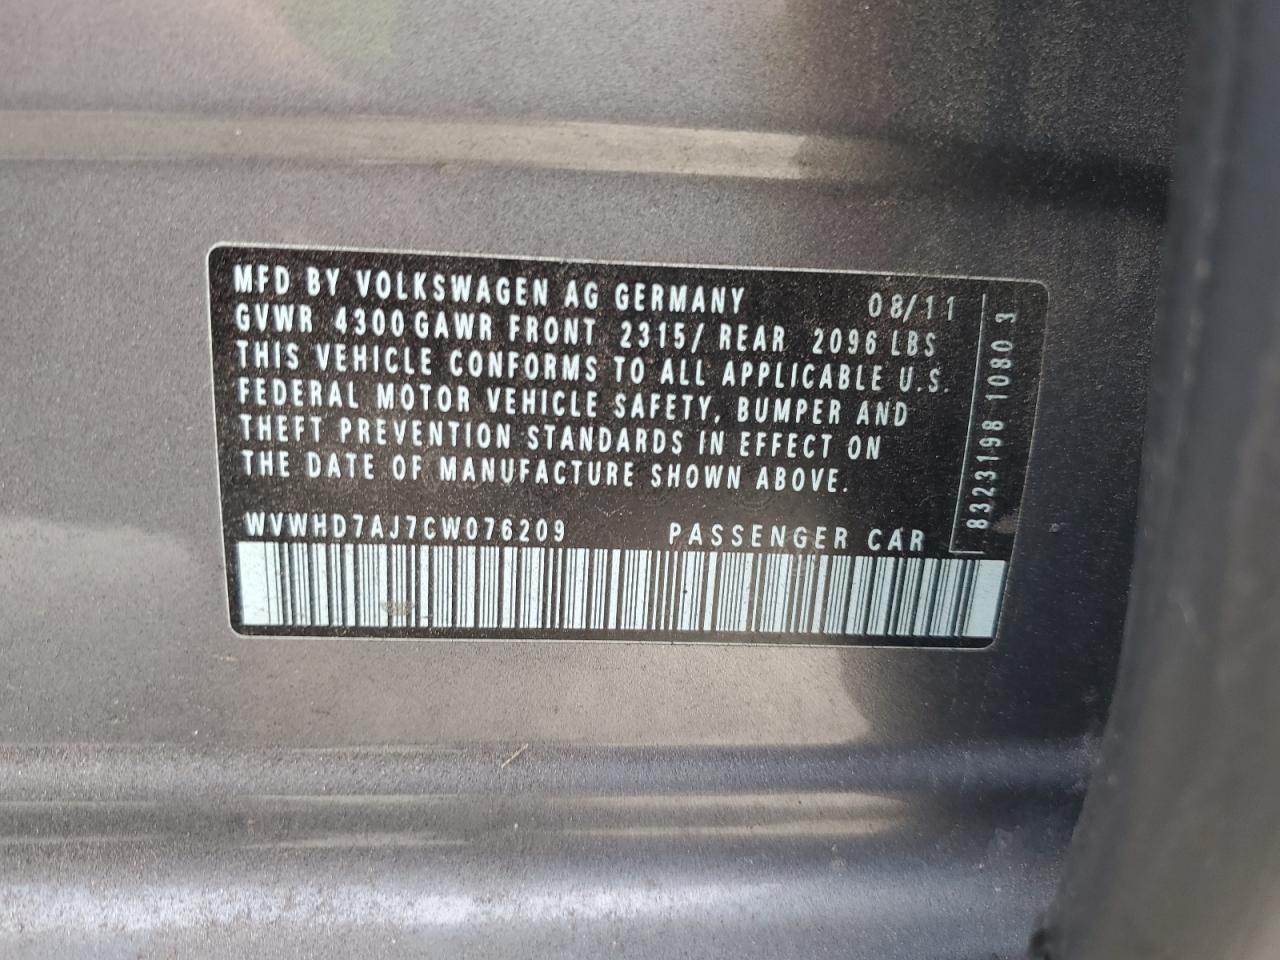 MFD BY VOLKSWAGEN AG GERMANY 08/11
GVWR 4300 GAWR FRONT 2315/ REAR 2096 LBS
THIS VEHICLE CONFORMS TO ALL APPLICABLE U.S.
FEDERAL MOTOR VEHICLE SAFETY, BUMPER AND
THEFT PREVENTION STANDARDS IN EFFECT ON
THE DATE OF MANUFACTURE SHOWN ABOVE.
WVWHD7AJ7CW076209 PASSENGER CAR
8323198 1080 3